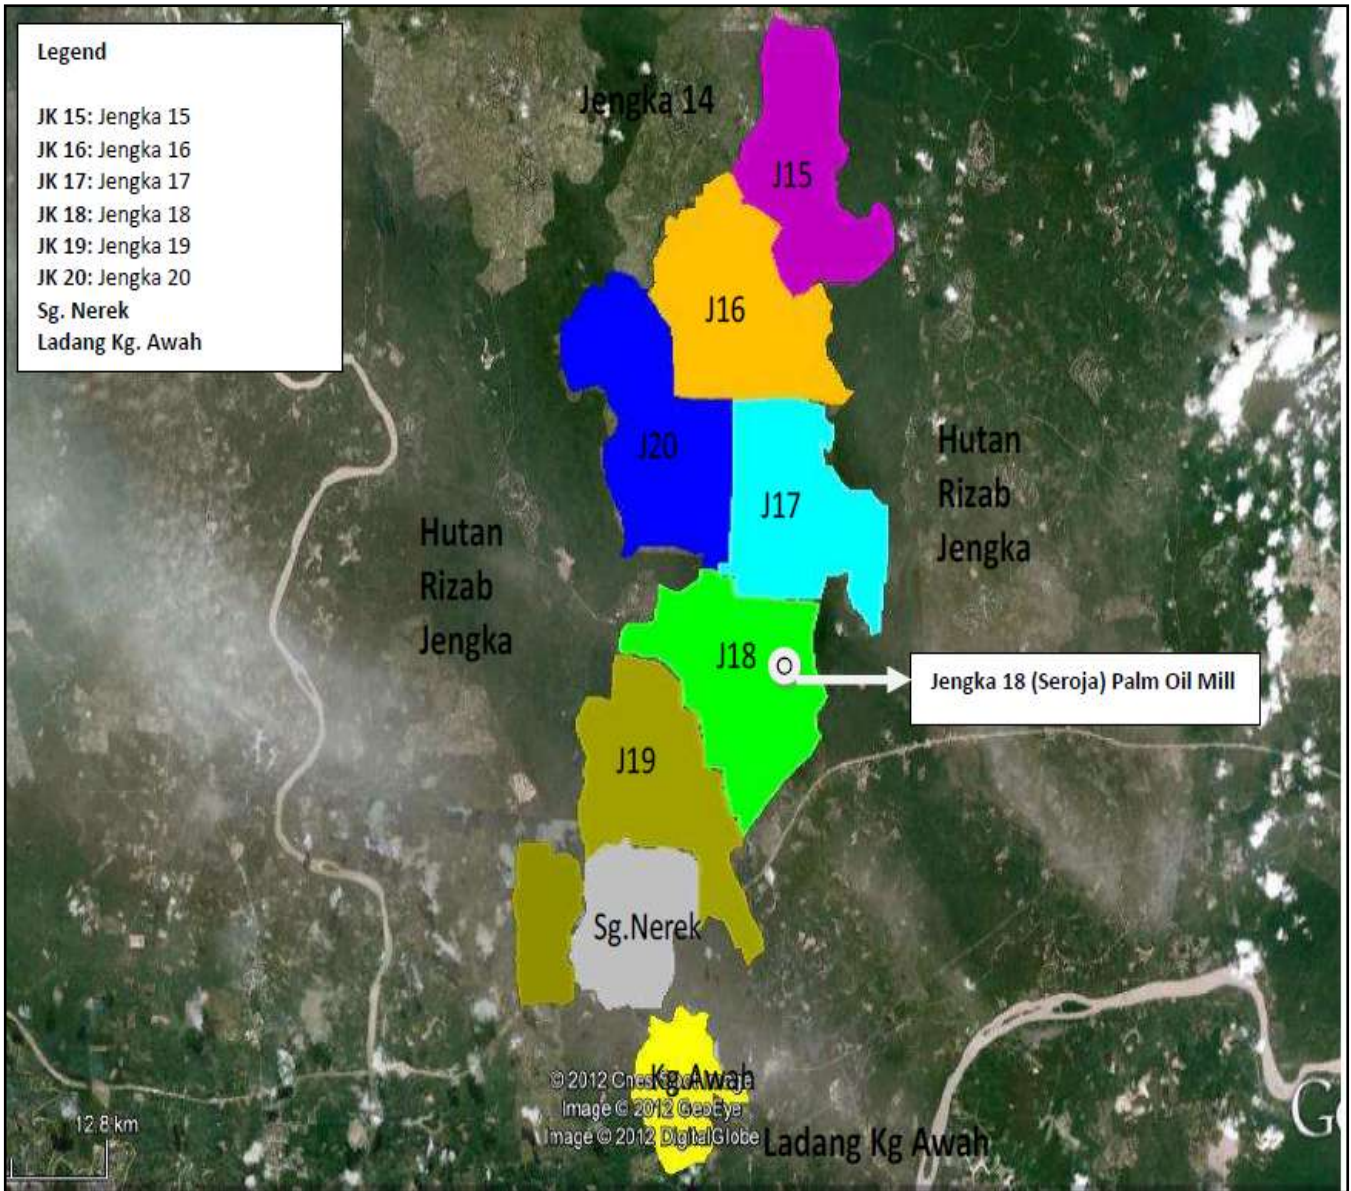 Legend
JK 15: Jengka 15
JK 16: Jengka 16
JK 17: Jengka 17
JK 18: Jengka 18
JK 19: Jengka 19
JK 20: Jengka 20
Sg. Nerek
Ladang Kg. Awah
Jengka 14
J15
J16
J20
Hutan
Rizab
Jengka
J17
Hutan
Rizab
Jengka
J18
Jengka 18 (Seroja) Palm Oil Mill
J19
Sg.Nerek
Kg Awah
© 2012
Image © 2012 GeoEye
Image © 2012 DigitalGlobe
Ladang Kg Awah
12.8 km